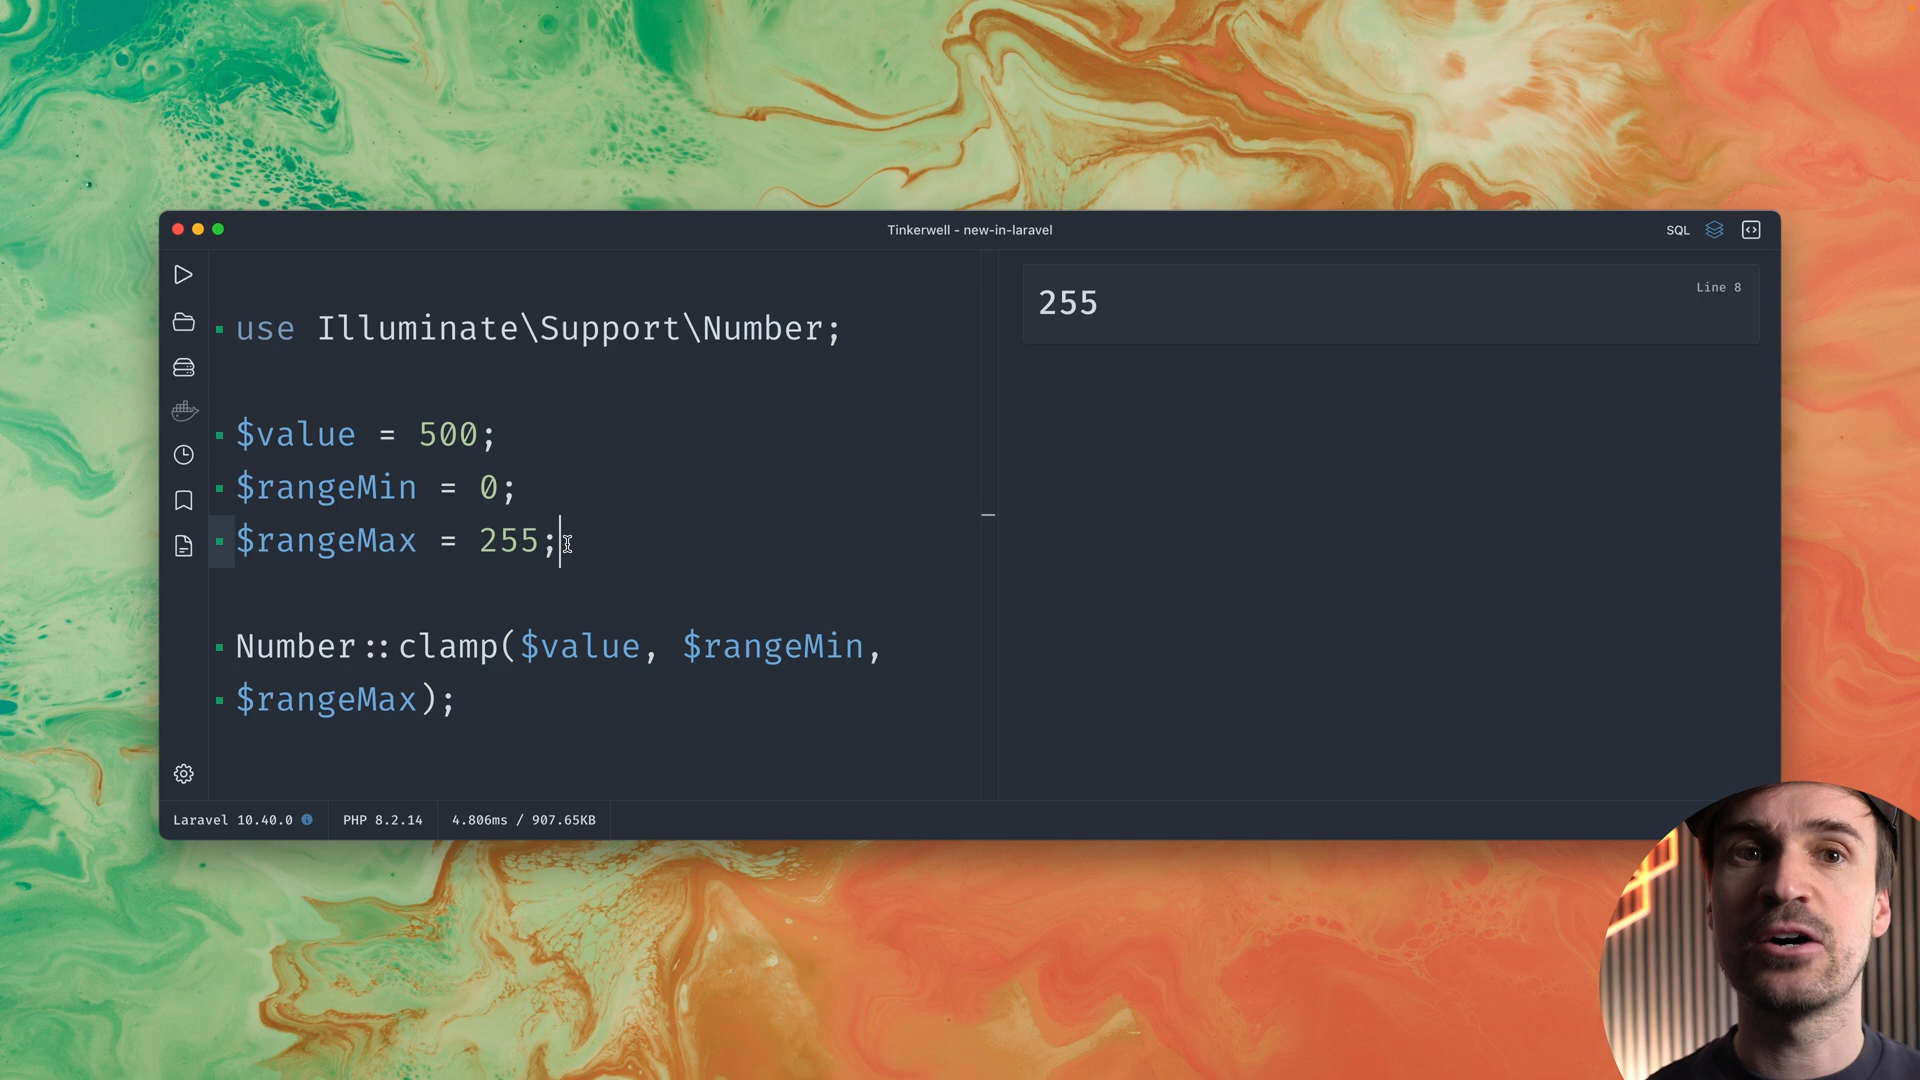 Tinkerwell - new-in-laravel
SQL
use Illuminate\Support\Number;
$value = 500;
$rangeMin = 0;
$rangeMax = 255;
Number::clamp($value, $rangeMin,
$rangeMax);
255
Line 8
Laravel 10.40.0
PHP 8.2.14
4.806ms / 907.65KB